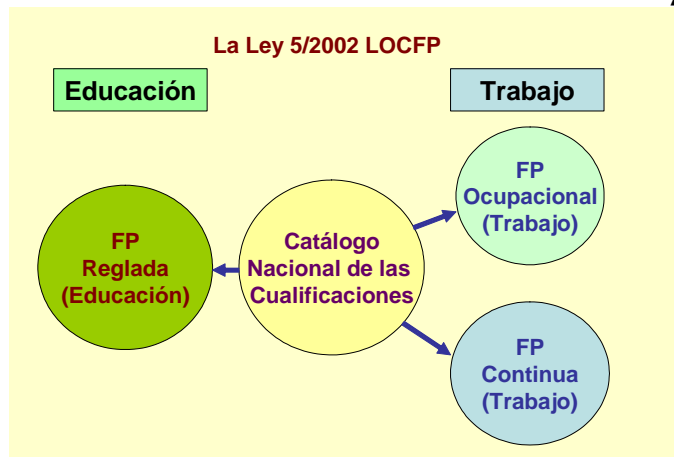 La Ley 5/2002 LOCFP
Educación
Trabajo
FP
Ocupacional
(Trabajo)
FP
Reglada
(Educación)
Catálogo
Nacional de las
Cualificaciones
FP
Continua
(Trabajo)